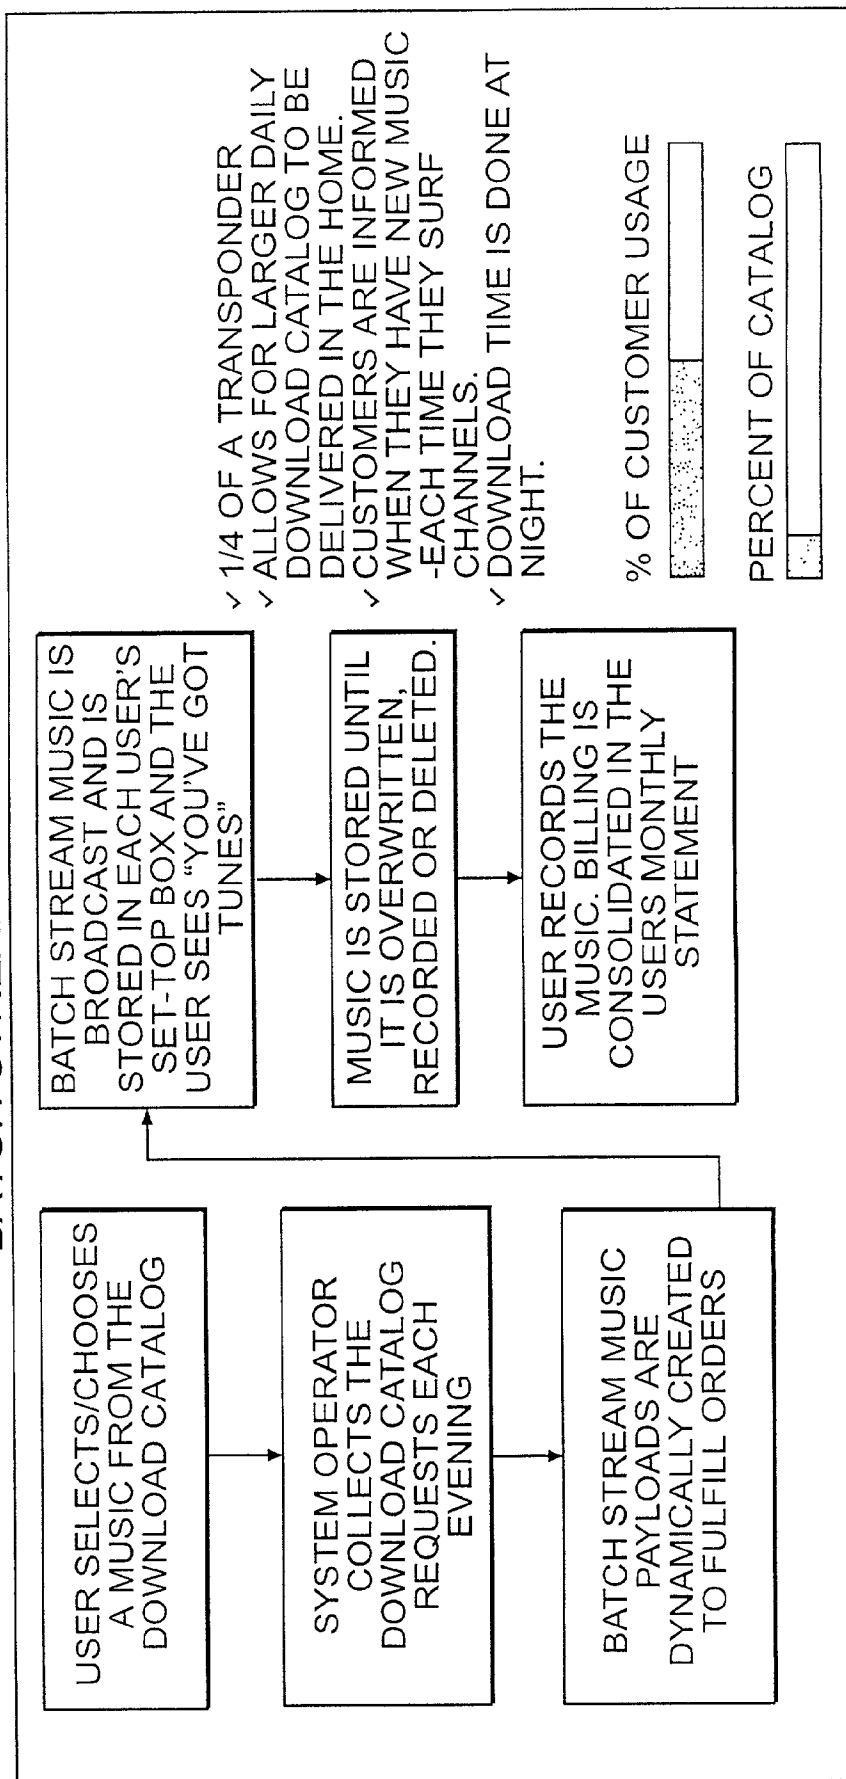 USER SELECTS/CHOOSES
A MUSIC FROM THE
DOWNLOAD CATALOG
SYSTEM OPERATOR
COLLECTS THE
DOWNLOAD CATALOG
REQUESTS EACH
EVENING
BATCH STREAM MUSIC
PAYLOADS ARE
DYNAMICALLY CREATED
TO FULFILL ORDERS
BATCH STREAM MUSIC IS
BROADCAST AND IS
STORED IN EACH USER'S
SET-TOP BOX AND THE
USER SEES "YOU'VE GOT
TUNES"
MUSIC IS STORED UNTIL
IT IS OVERWRITTEN,
RECORDED OR DELETED.
USER RECORDS THE
MUSIC. BILLING IS
CONSOLIDATED IN THE
USERS MONTHLY
STATEMENT
✓ 1/4 OF A TRANSPONDER
✓ ALLOWS FOR LARGER DAILY
DOWNLOAD CATALOG TO BE
DELIVERED IN THE HOME.
✓ CUSTOMERS ARE INFORMED
WHEN THEY HAVE NEW MUSIC
-EACH TIME THEY SURF
CHANNELS.
✓ DOWNLOAD TIME IS DONE AT
NIGHT.
% OF CUSTOMER USAGE
PERCENT OF CATALOG